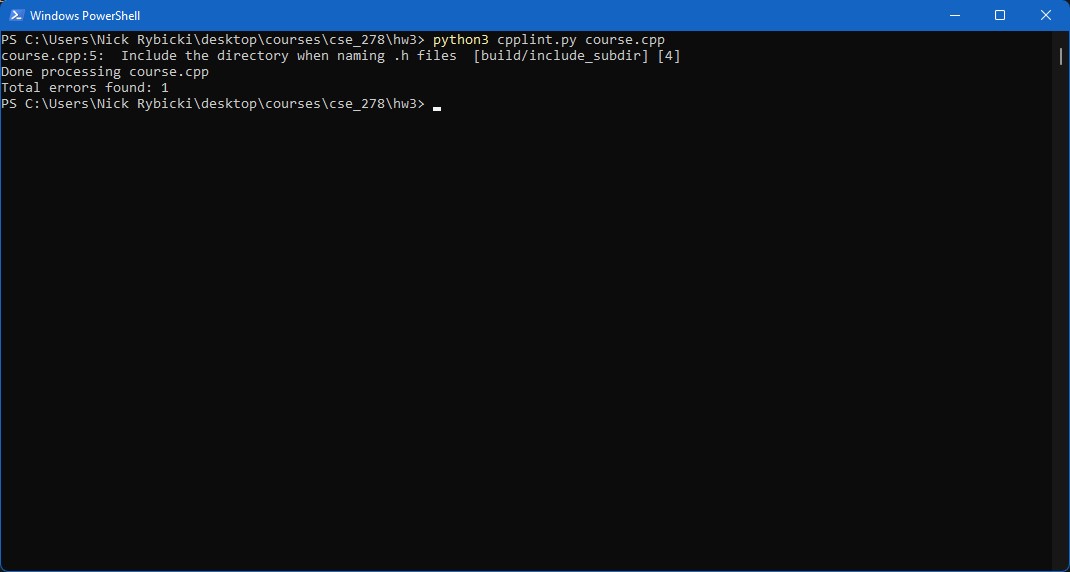 Windows PowerShell
PS C:\Users\Nick Rybicki\desktop\courses\cse_278\hw3> python3 cpplint.py course.cpp
course.cpp:5:  Include the directory when naming .h files  [build/include_subdir] [4]
Done processing course.cpp
Total errors found: 1
PS C:\Users\Nick Rybicki\desktop\courses\cse_278\hw3>